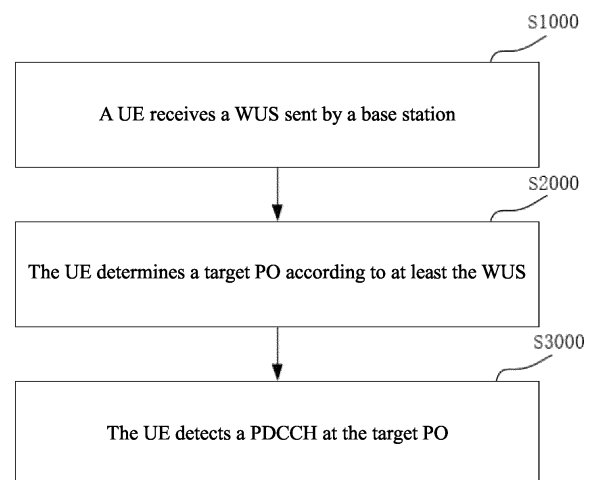 S1000
A UE receives a WUS sent by a base station
S2000
The UE determines a target PO according to at least the WUS
S3000
The UE detects a PDCCH at the target PO